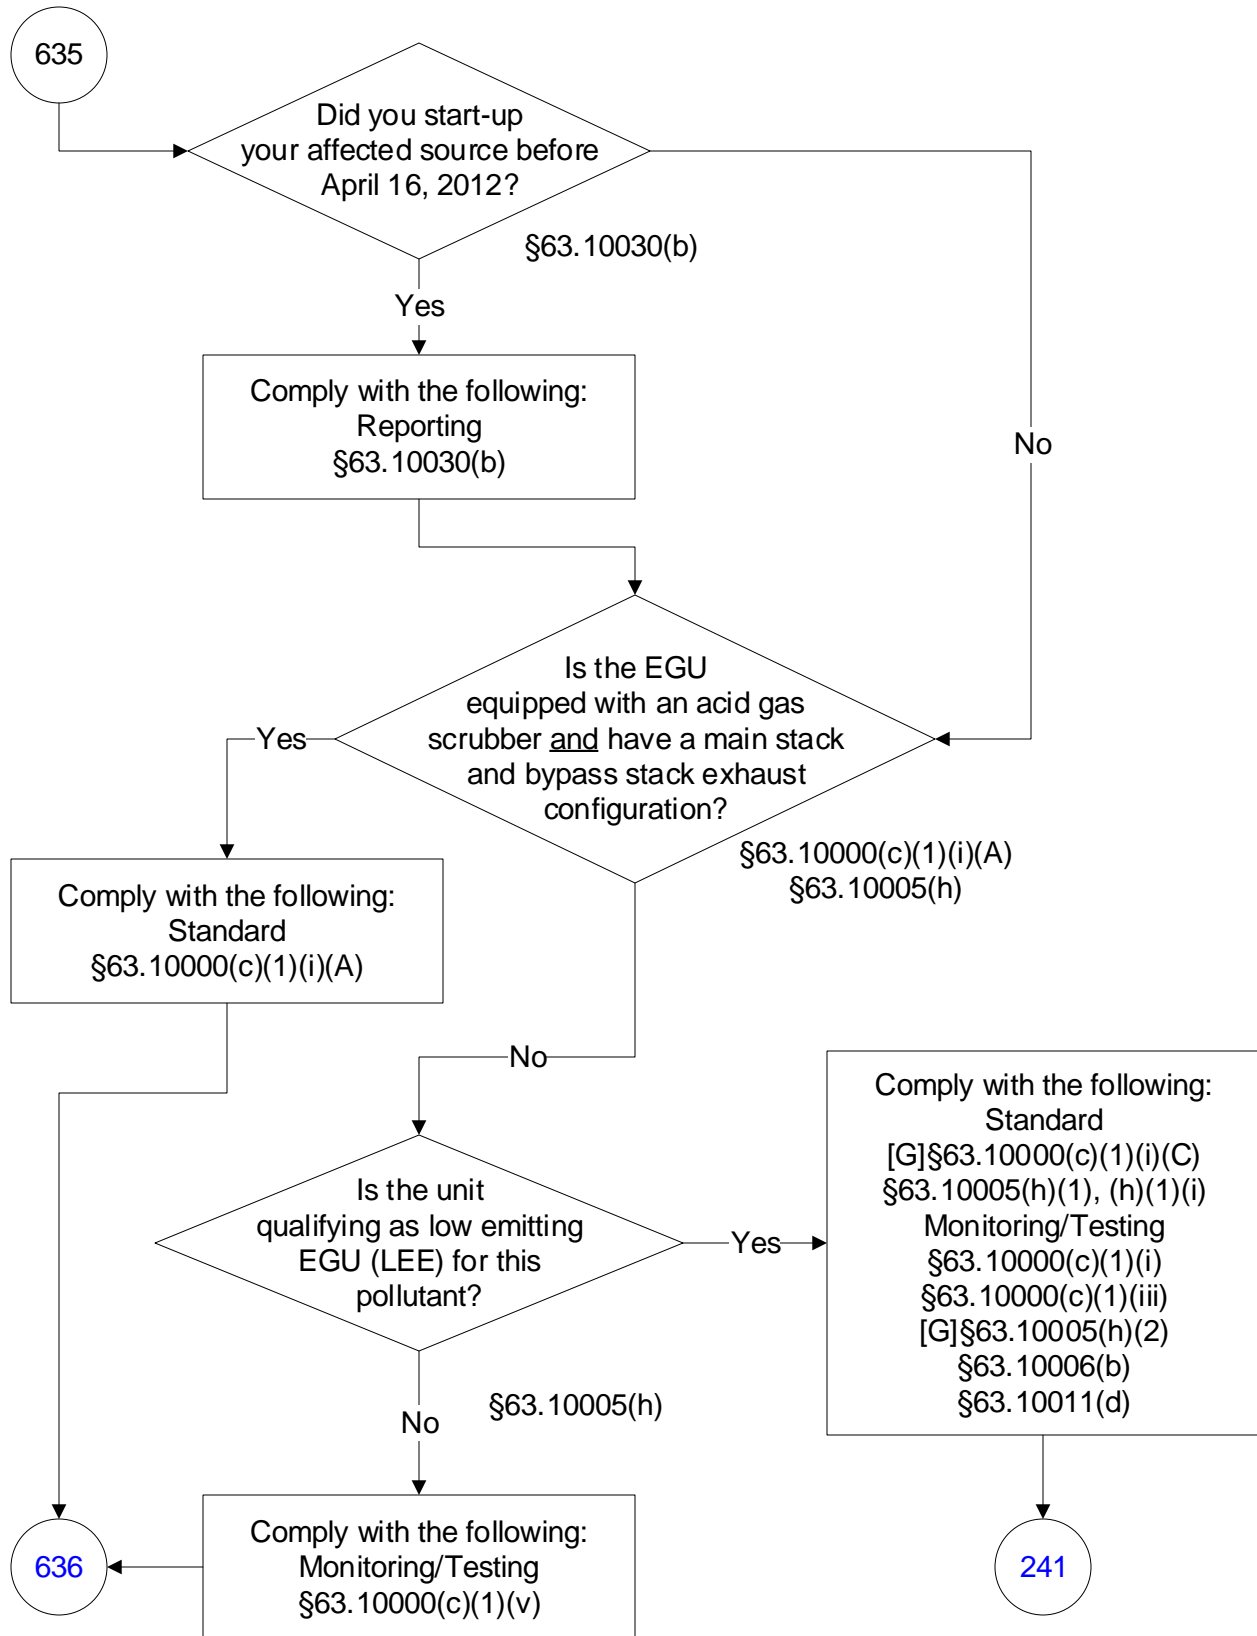 635
Did you start-up
your affected source before
April 16, 2012?
§63.10030(b)
Yes
Comply with the following:
Reporting
§63.10030(b)
No
Is the EGU
equipped with an acid gas
scrubber and have a main stack
and bypass stack exhaust
configuration?
Yes
§63.10000(c)(1)(i)(A)
§63.10005(h)
Comply with the following:
Standard
§63.10000(c)(1)(i)(A)
No
Is the unit
qualifying as low emitting
EGU (LEE) for this
pollutant?
Yes
Comply with the following:
Standard
[G]§63.10000(c)(1)(i)(C)
§63.10005(h)(1), (h)(1)(i)
Monitoring/Testing
§63.10000(c)(1)(i)
§63.10000(c)(1)(iii)
[G]§63.10005(h)(2)
§63.10006(b)
§63.10011(d)
§63.10005(h)
No
636
Comply with the following:
Monitoring/Testing
§63.10000(c)(1)(v)
241